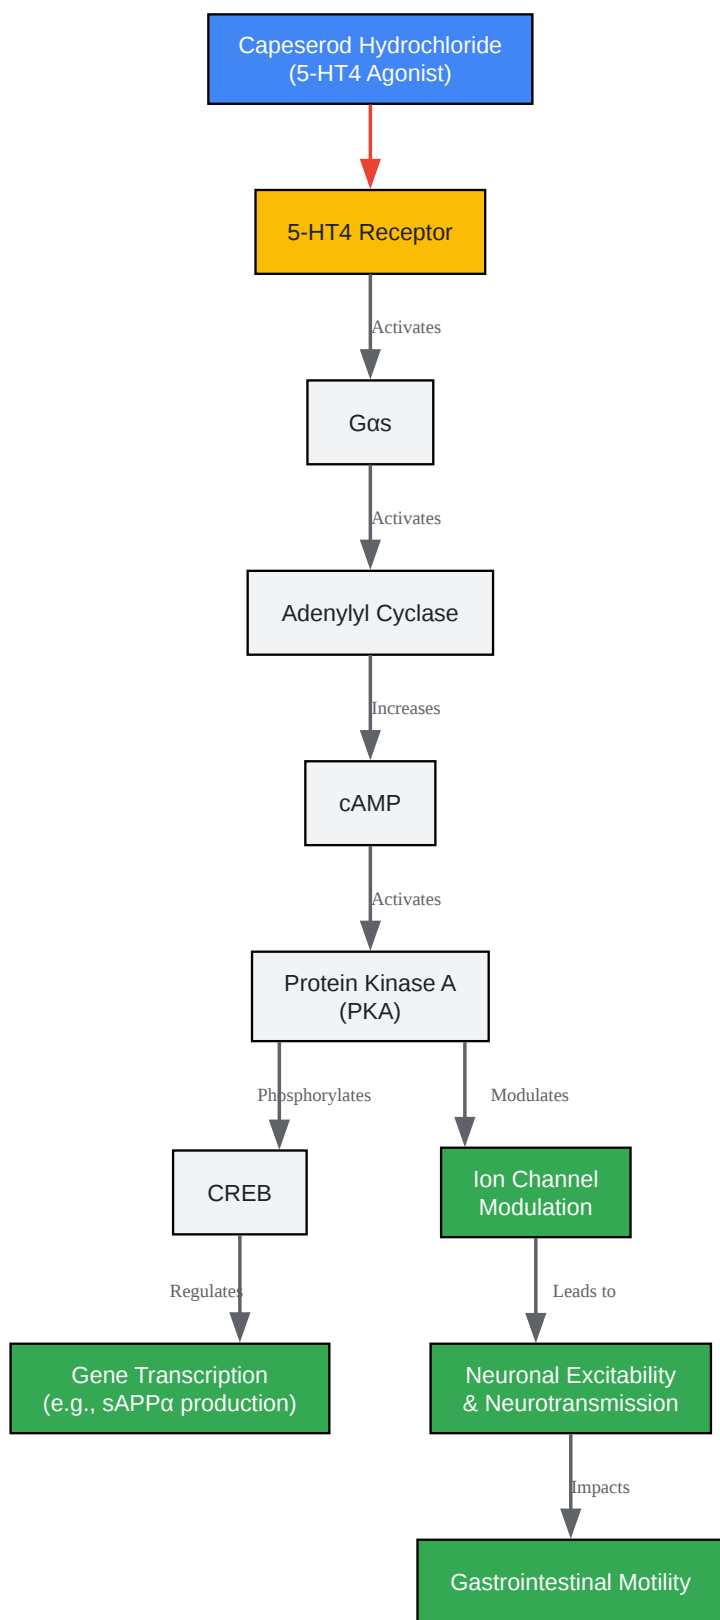 Capeserod Hydrochloride
(5-HT4 Agonist)
5-HT4 Receptor
Activates
Gαs
Activates
Adenylyl Cyclase
Increases
cAMP
Activates
Protein Kinase A
(PKA)
Phosphorylates
Modulates
CREB
Ion Channel
Modulation
Regulates
Leads to
Gene Transcription
(e.g., sAPPα production)
Neuronal Excitability
& Neurotransmission
Impacts
Gastrointestinal Motility